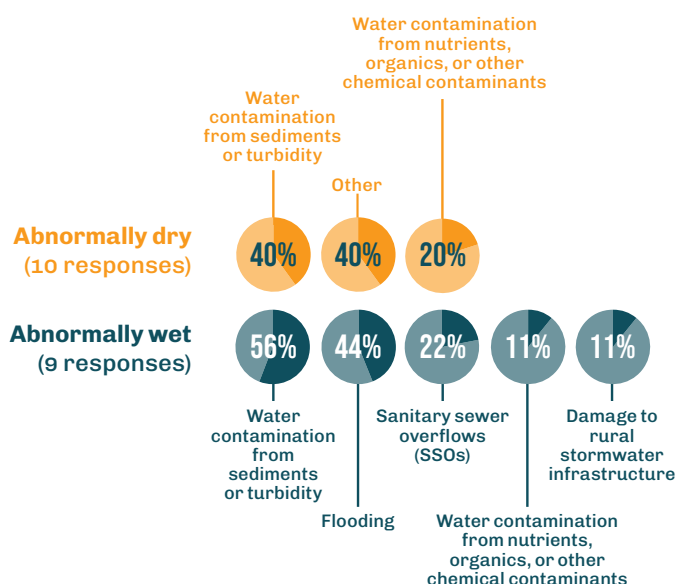 Water contamination
from nutrients,
organics, or other
chemical contaminants
Water
contamination
from sediments
or turbidity
Other
Abnormally dry
(10 responses)
40%
40%
20%
Abnormally wet
(9 responses)
56%
44%
22%
11%
11%
Water
contamination
from
sediments
or turbidity
Flooding
Sanitary sewer
overflows
(SSOs)
Water contamination
from nutrients,
organics, or other
chemical contaminants
Damage to
rural
stormwater
infrastructure